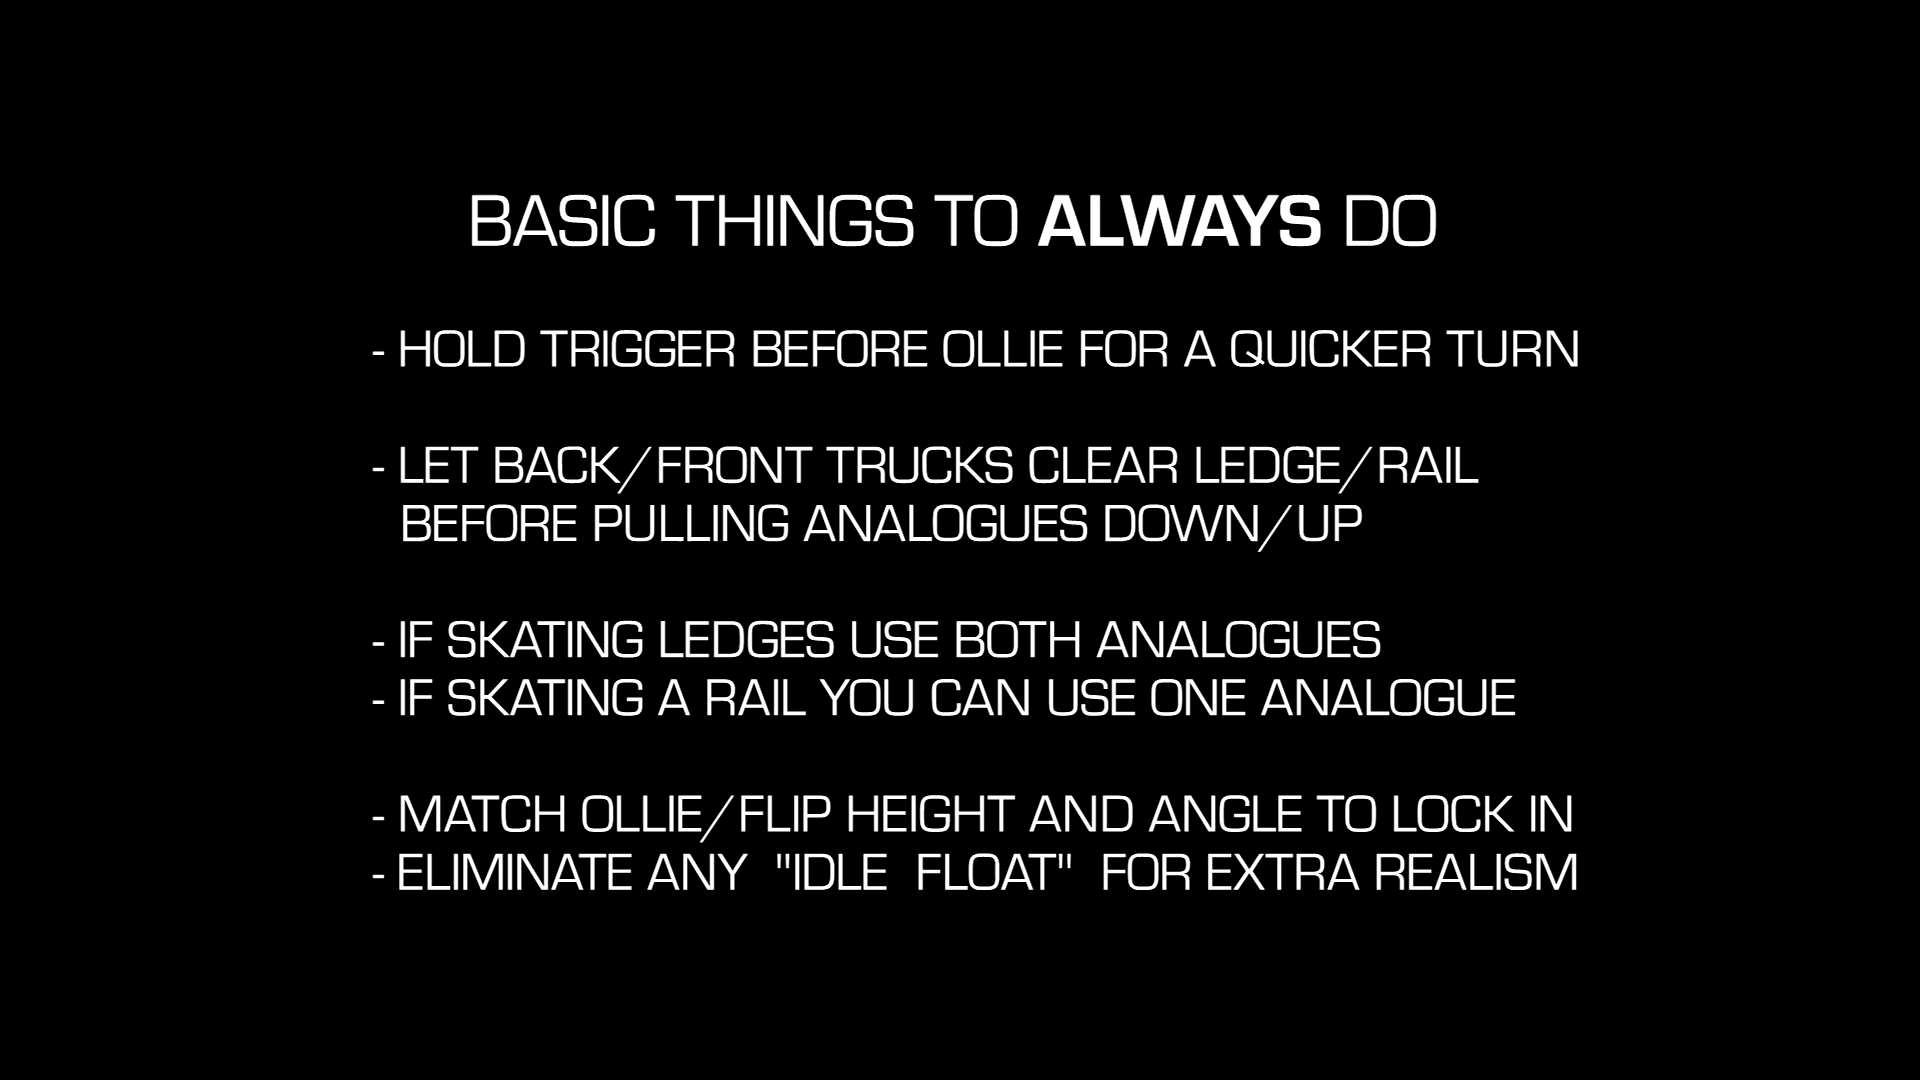 BASIC THINGS TO ALWAYS DO
- HOLD TRIGGER BEFORE OLLIE FOR A QUICKER TURN
- LET BACK/FRONT TRUCKS CLEAR LEDGE/RAIL
BEFORE PULLING ANALOGUES DOWN/UP
- IF SKATING LEDGES USE BOTH ANALOGUES
- IF SKATING A RAIL YOU CAN USE ONE ANALOGUE
- MATCH OLLIE/FLIP HEIGHT AND ANGLE TO LOCK IN
- ELIMINATE ANY "IDLE FLOAT" FOR EXTRA REALISM